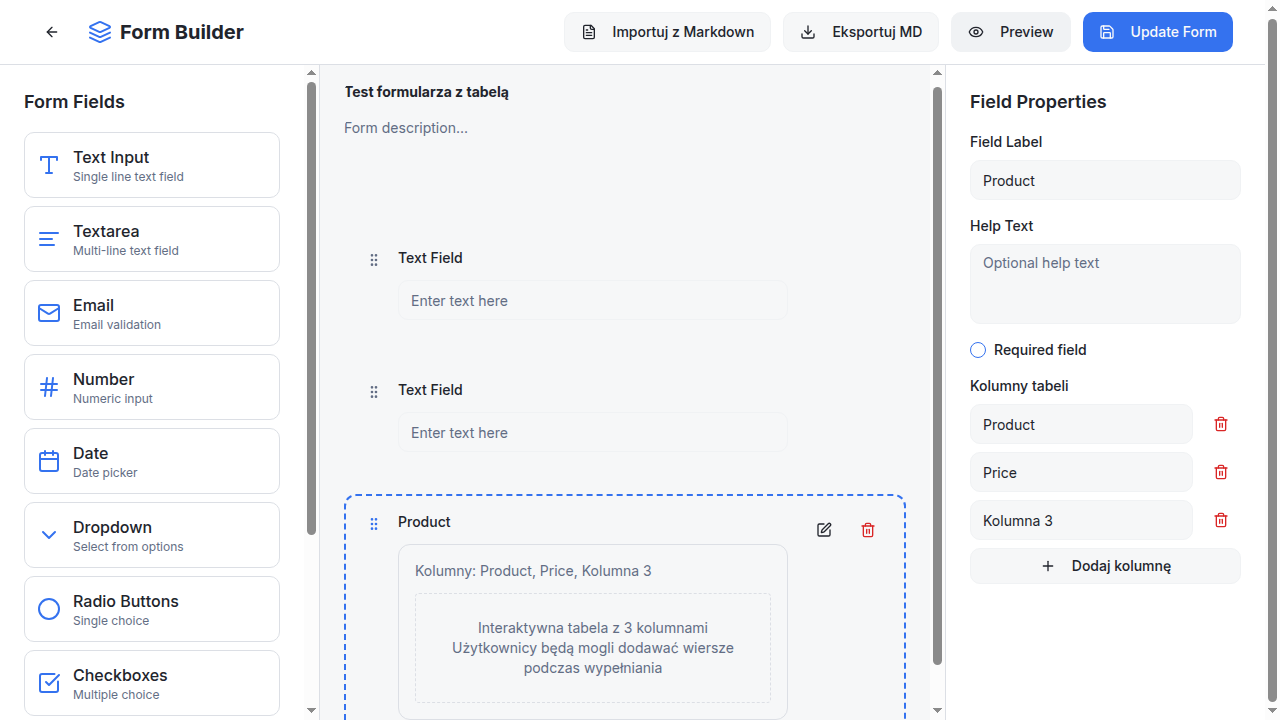 Form Builder
Importuj z Markdown
Eksportuj MD
Preview
Update Form
Form Fields
Text Input
Single line text field
Textarea
Multi-line text field
Email
Email validation
Number
Numeric input
Date
Date picker
Dropdown
Select from options
Radio Buttons
Single choice
Checkboxes
Multiple choice
Test formularza z tabelą
Form description...
Text Field
Enter text here
Text Field
Enter text here
Product
Kolumny: Product, Price, Kolumna 3
Interaktywna tabela z 3 kolumnami
Użytkownicy będą mogli dodawać wiersze
podczas wypełniania
Field Properties
Field Label
Product
Help Text
Optional help text
Required field
Kolumny tabeli
Product
Price
Kolumna 3
Dodaj kolumnę